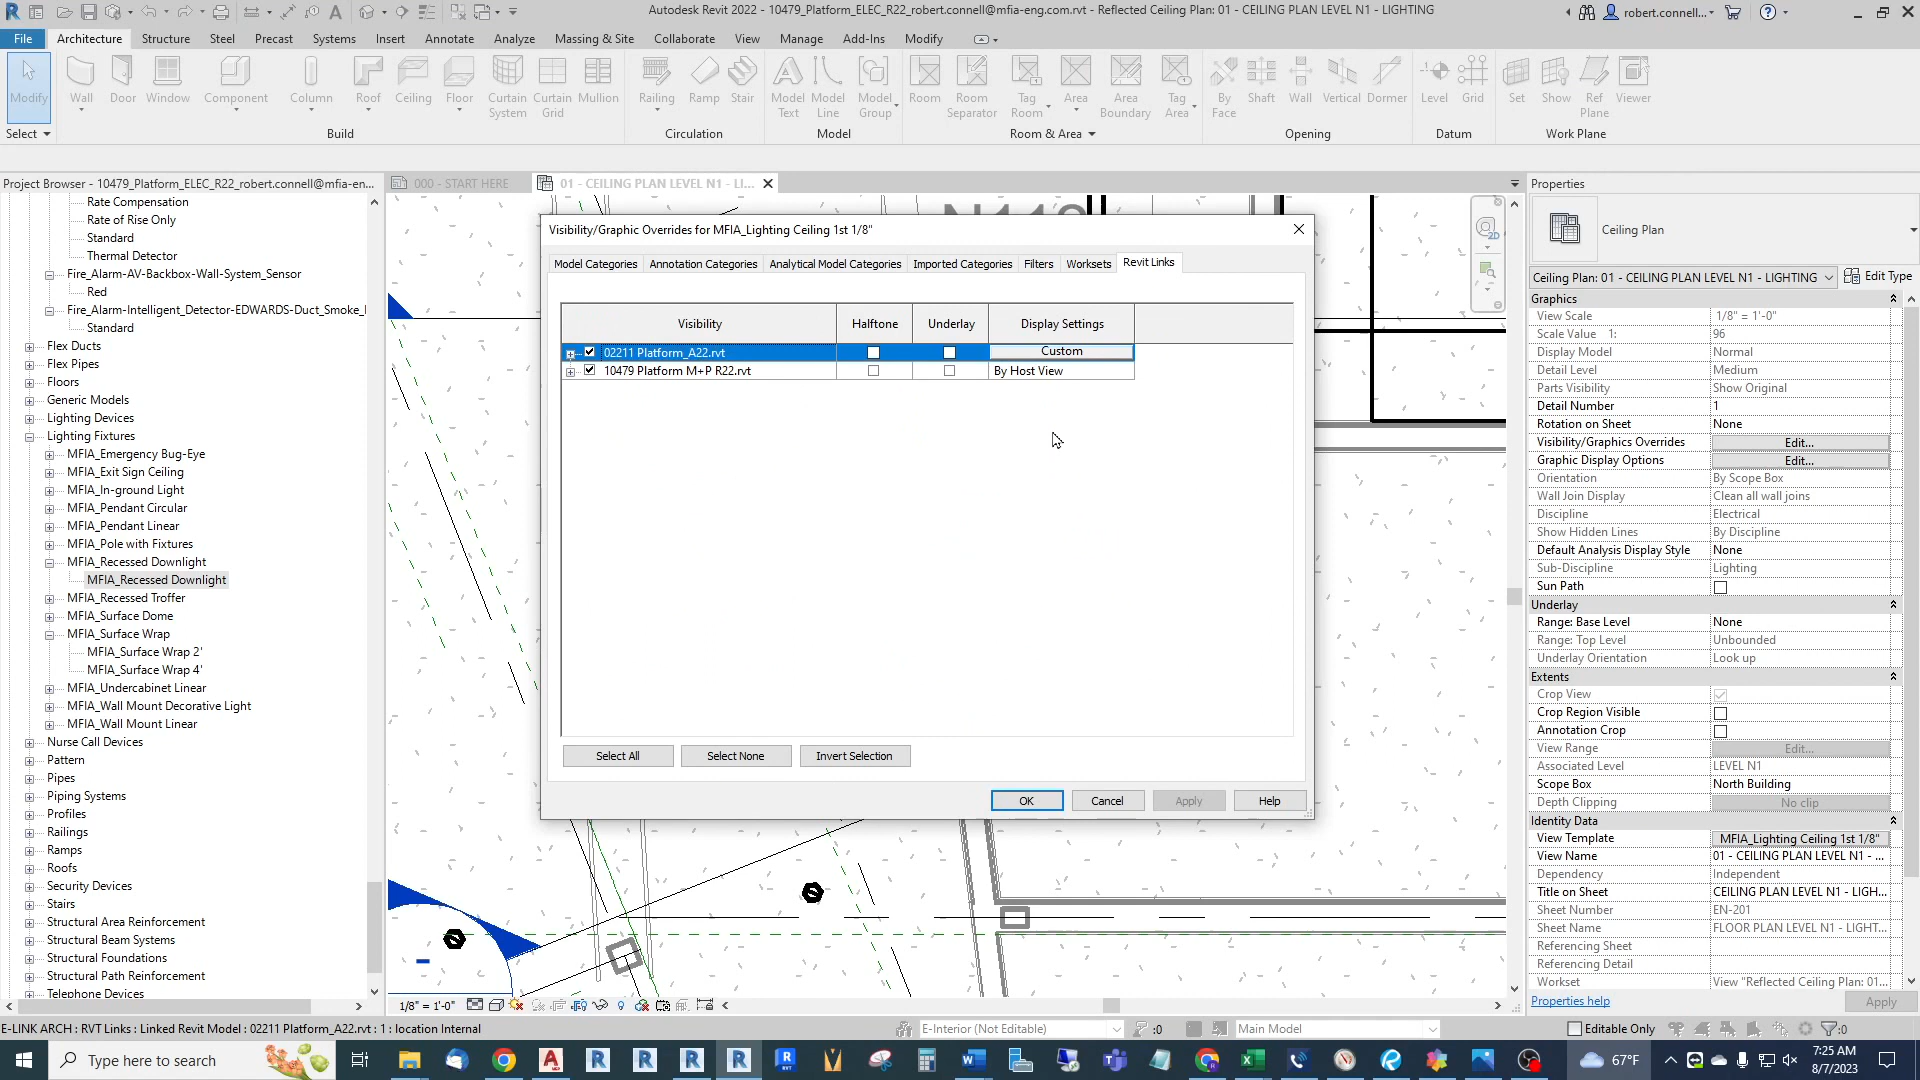 Autodesk Revit 2022 - 10479_Platform_ELEC_R22_robert.connell@mfia-eng.com.rvt - Reflected Ceiling Plan: 01 - CEILING PLAN LEVEL N1 - LIGHTING
robert.connell...
File Architecture Structure Steel Precast Systems Insert Annotate Analyze Massing & Site Collaborate View Manage Add-Ins Modify
Modify Wall Door Window Component Column Roof Ceiling Floor Curtain System Curtain Grid Mullion Railing Ramp Stair Model Text Model Line Model Group Room Room Separator Tag Room Area Area Boundary Tag Area By Face Shaft Wall Vertical Dormer Level Grid Set Show Ref Plane Viewer
Select Build Circulation Model Room & Area Opening Datum Work Plane
Project Browser - 10479_Platform_ELEC_R22_robert.connell@mfia-en...
Rate Compensation
Rate of Rise Only
Standard
Thermal Detector
Fire_Alarm-AV-Backbox-Wall-System_Sensor
Red
Fire_Alarm-Intelligent_Detector-EDWARDS-Duct_Smoke_
Standard
Flex Ducts
Flex Pipes
Floors
Generic Models
Lighting Devices
Lighting Fixtures
MFIA_Emergency Bug-Eye
MFIA_Exit Sign Ceiling
MFIA_In-ground Light
MFIA_Pendant Circular
MFIA_Pendant Linear
MFIA_Pole with Fixtures
MFIA_Recessed Downlight
MFIA_Recessed Downlight
MFIA_Recessed Troffer
MFIA_Surface Dome
MFIA_Surface Wrap
MFIA_Surface Wrap 2'
MFIA_Surface Wrap 4'
MFIA_Undercabinet Linear
MFIA_Wall Mount Decorative Light
MFIA_Wall Mount Linear
Nurse Call Devices
Pattern
Pipes
Piping Systems
Profiles
Railings
Ramps
Roofs
Security Devices
Stairs
Structural Area Reinforcement
Structural Beam Systems
Structural Foundations
Structural Path Reinforcement
Telephone Devices
000 - START HERE
01 - CEILING PLAN LEVEL N1 - LI...
2D
Visibility/Graphic Overrides for MFIA_Lighting Ceiling 1st 1/8"
Model Categories Annotation Categories Analytical Model Categories Imported Categories Filters Worksets Revit Links
Visibility Halftone Underlay Display Settings
02211 Platform_A22.rvt Custom
10479 Platform M+P R22.rvt By Host View
Select All Select None Invert Selection
OK Cancel Apply Help
1/8" = 1'-0"
Properties
Ceiling Plan
Ceiling Plan: 01 - CEILING PLAN LEVEL N1 - LIGHTING Edit Type
Graphics
View Scale 1/8" = 1'-0"
Scale Value 1: 96
Display Model Normal
Detail Level Medium
Parts Visibility Show Original
Detail Number 1
Rotation on Sheet None
Visibility/Graphics Overrides Edit...
Graphic Display Options Edit...
Orientation By Scope Box
Wall Join Display Clean all wall joins
Discipline Electrical
Show Hidden Lines By Discipline
Default Analysis Display Style None
Sub-Discipline Lighting
Sun Path
Underlay
Range: Base Level None
Range: Top Level Unbounded
Underlay Orientation Look up
Extents
Crop View
Crop Region Visible
Annotation Crop
View Range Edit...
Associated Level LEVEL N1
Scope Box North Building
Depth Clipping No clip
Identity Data
View Template MFIA_Lighting Ceiling 1st 1/8"
View Name 01 - CEILING PLAN LEVEL N1 - ...
Dependency Independent
Title on Sheet CEILING PLAN LEVEL N1 - LIGH...
Sheet Number EN-201
Sheet Name FLOOR PLAN LEVEL N1 - LIGHT...
Referencing Sheet
Referencing Detail
Workset View "Reflected Ceiling Plan: 01...
Properties help Apply
E-LINK ARCH : RVT Links : Linked Revit Model : 02211 Platform_A22.rvt : 1 : location Internal
E-Interior (Not Editable) :0 Main Model Editable Only :0
Type here to search
67°F
7:25 AM
8/7/2023